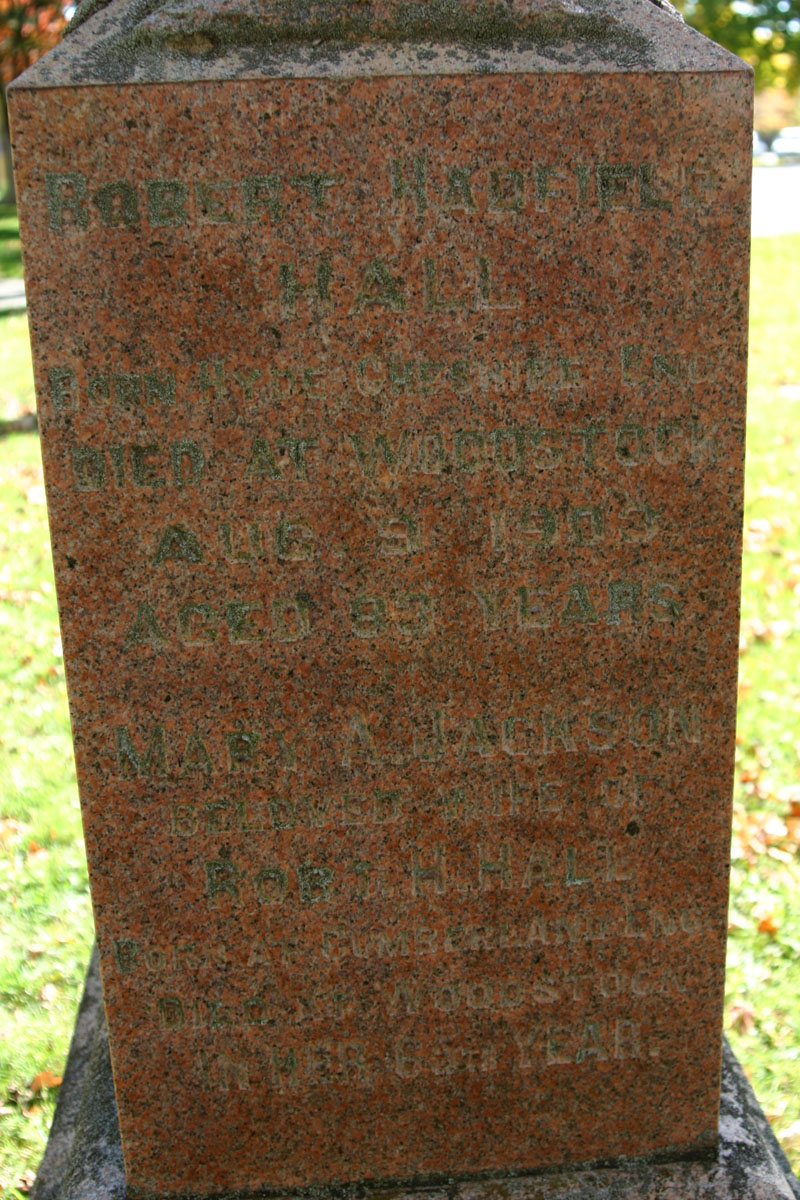 ROBERT HADFIELD
HALL
BORN HYDE CHESHIRE ENG.
DIED AT WOODSTOCK
AUG. 9 1903
AGED 83 YEARS
MARY A. JACKSON
BELOVED WIFE OF
ROBT. H. HALL
BORN AT CUMBERLAND ENG
DIED AT WOODSTOCK
IN HER YEAR.